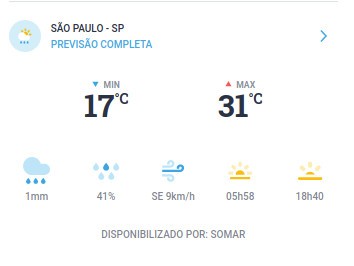 SÃO PAULO - SP
PREVISÃO COMPLETA
MIN MAX
17°C 31°C
1mm 41% SE 9km/h 05h58 18h40
DISPONIBILIZADO POR: SOMAR